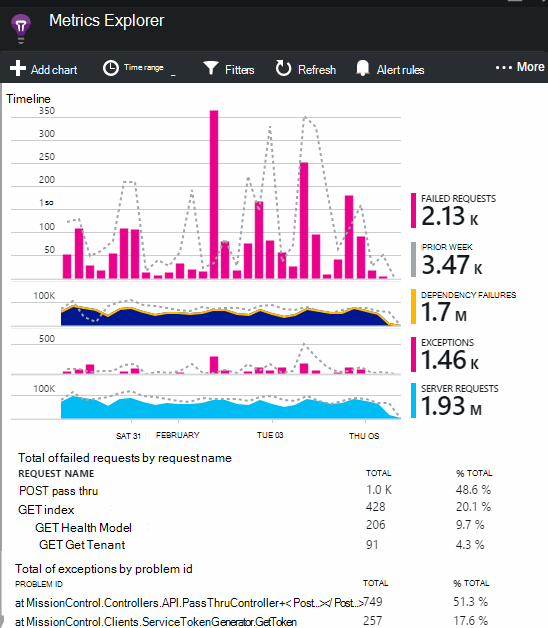 Metrics Explorer
Add chart Time range _ Fitters Refresh Alert rules ... More
Timeline
350
300
250
200
150
100
50
FAILED REQUESTS
2.13 K
PRIOR WEEK
3.47 K
100K
DEPENDENCY FAILURES
1.7 M
500
EXCEPTIONS
1.46 K
100K
SERVER REQUESTS
1.93 M
SAT 31 FEBRUARY TUE 03 THU OS
Total of failed requests by request name
REQUEST NAME TOTAL % TOTAL
POST pass thru 1.0 K 48.6 %
GET index 428 20.1 %
GET Health Model 206 9.7 %
GET Get Tenant 91 4.3 %
Total of exceptions by problem id
PROBLEM ID TOTAL % TOTAL
at MissionControl.Controllers.API.PassThruController+< Post...></ Post...> 749 51.3 %
at MissionControl.Clients.ServiceTokenGenerator.GetToken 257 17.6 %